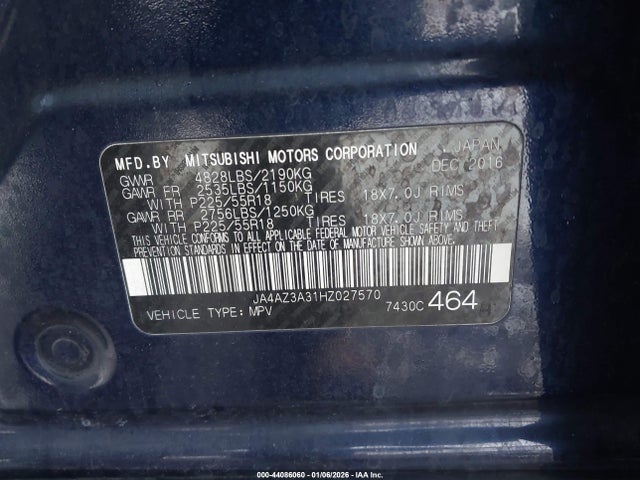 MFD.BY MITSUBISHI MOTORS CORPORATION JAPAN
GVWR 4828LBS/2190KG DEC 2016
GAWR FR 2535LBS/1150KG
WITH P225/55R18 TIRES 18X7.0J RIMS
GAWR RR 2756LBS/1250KG
WITH P225/55R18 TIRES 18X7.0J RIMS
THIS VEHICLE CONFORMS TO ALL APPLICABLE FEDERAL MOTOR VEHICLE SAFETY AND THEFT
PREVENTION STANDARDS IN EFFECT ON THE DATE OF MANUFACTURE SHOWN ABOVE.
JA4AZ3A31HZ027570
VEHICLE TYPE: MPV 7430C 464
000-44086060 - 01/06/2026 - IAA Inc.